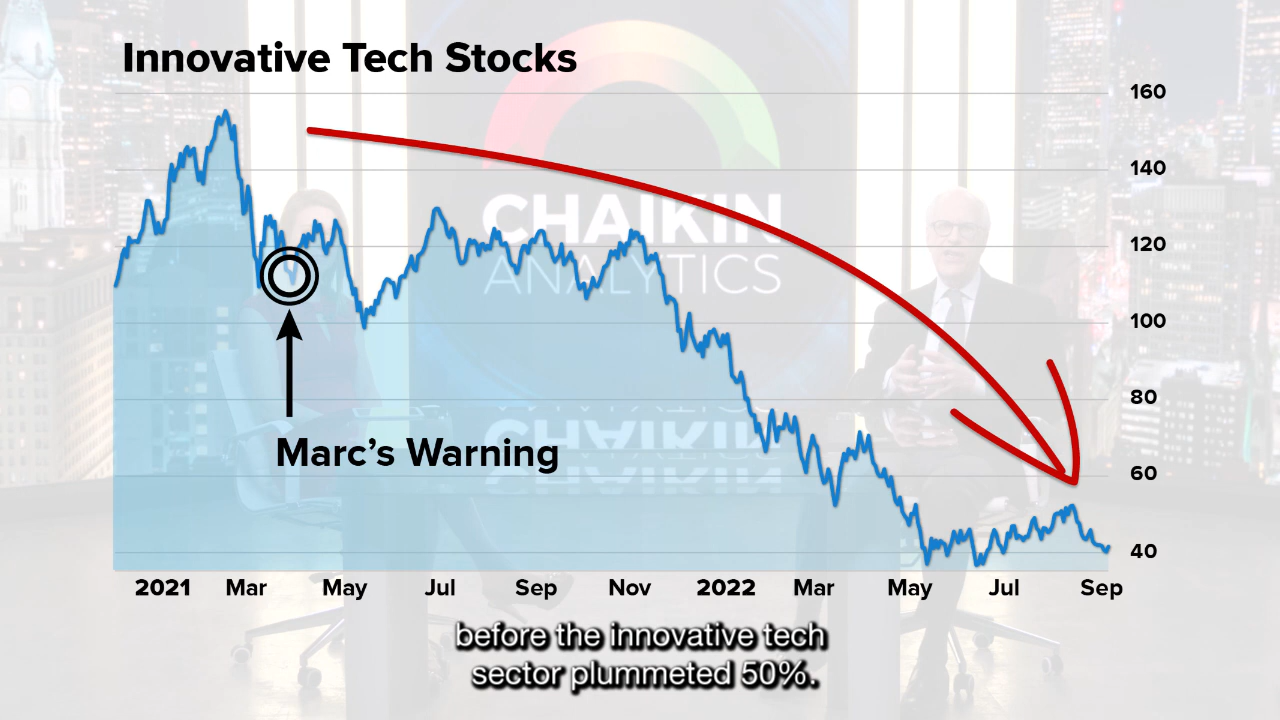 Innovative Tech Stocks
160
140
120
100
80
60
40
CHAIKIN
ANALYTICS
Marc's Warning
CHAIKIN
2021 Mar May Jul Sep Nov 2022 Mar May Jul Sep
before the innovative tech
sector plummeted 50%.